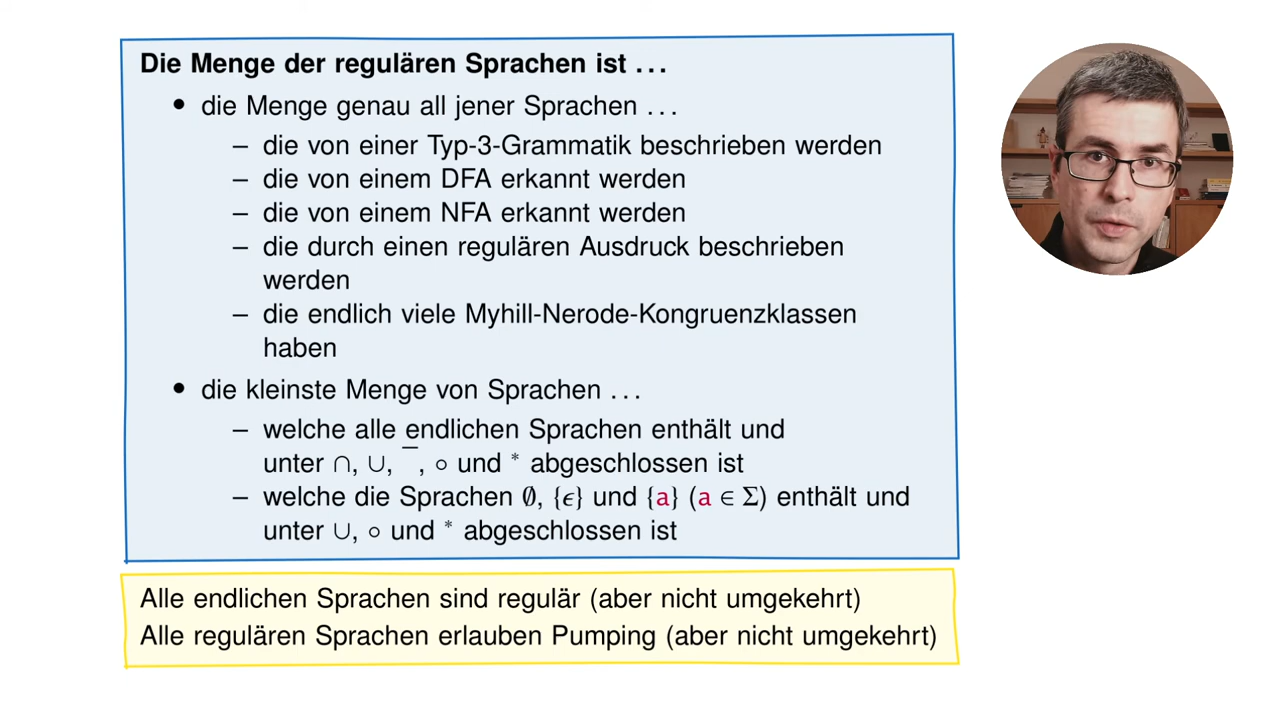 Die Menge der regulären Sprachen ist . . .
• die Menge genau all jener Sprachen . . .
– die von einer Typ-3-Grammatik beschrieben werden
– die von einem DFA erkannt werden
– die von einem NFA erkannt werden
– die durch einen regulären Ausdruck beschrieben
werden
– die endlich viele Myhill-Nerode-Kongruenzklassen
haben
• die kleinste Menge von Sprachen . . .
– welche alle endlichen Sprachen enthält und
unter ∩, ∪, ‾, ∘ und * abgeschlossen ist
– welche die Sprachen ∅, {ϵ} und {a} (a ∈ Σ) enthält und
unter ∪, ∘ und * abgeschlossen ist
Alle endlichen Sprachen sind regulär (aber nicht umgekehrt)
Alle regulären Sprachen erlauben Pumping (aber nicht umgekehrt)